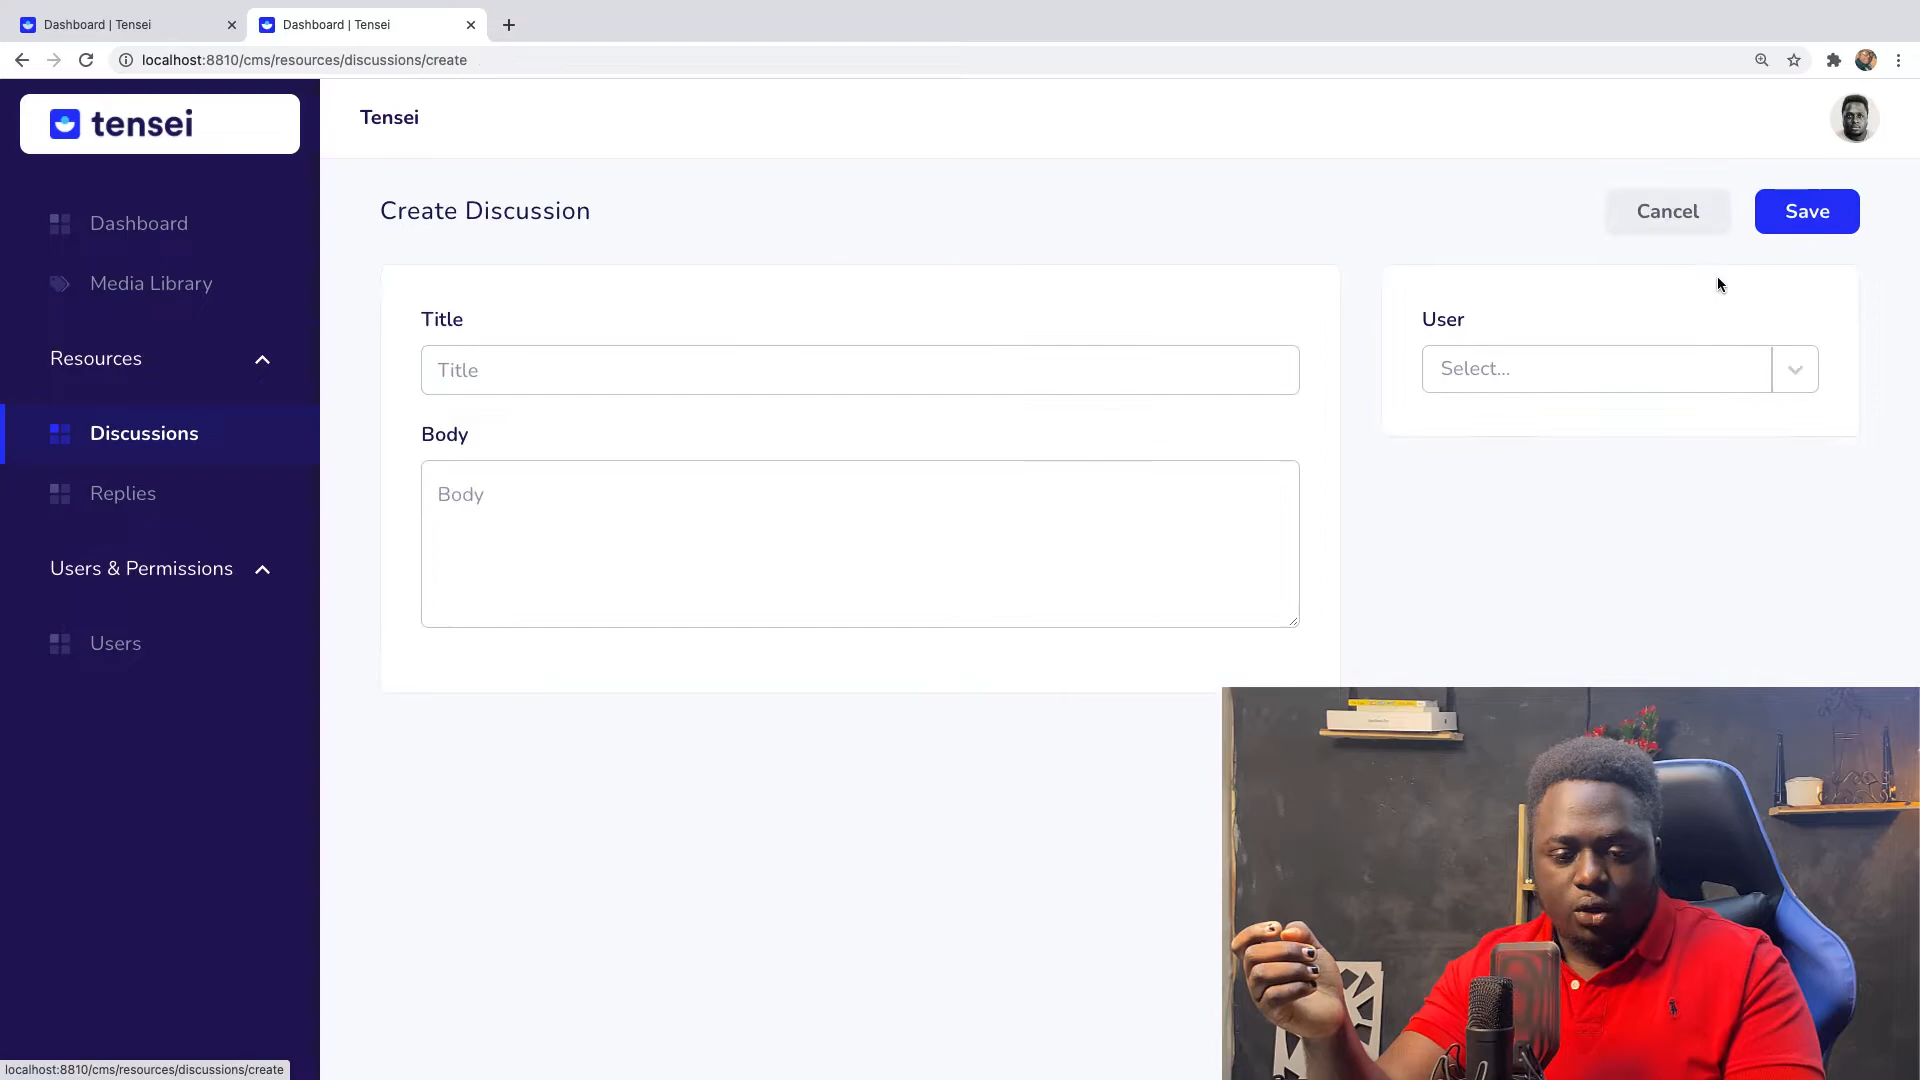 Dashboard | Tensei
Dashboard | Tensei
localhost:8810/cms/resources/discussions/create
tensei
Tensei
Dashboard
Media Library
Resources
Discussions
Replies
Users & Permissions
Users
Create Discussion
Cancel
Save
Title
Title
Body
Body
User
Select...
localhost:8810/cms/resources/discussions/create